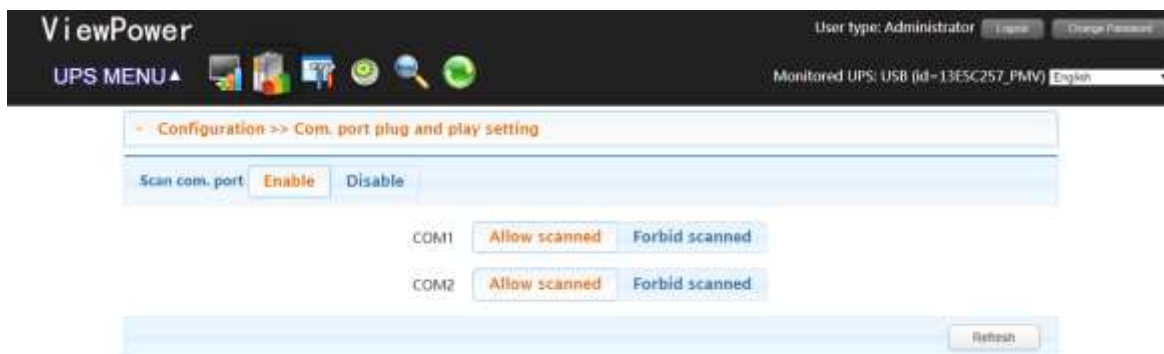 ViewPower
User type: Administrator Logout Change Password
UPS MENU▲
Monitored UPS: USB (id=13E5C257_PMV) English
- Configuration >> Com. port plug and play setting
Scan com. port Enable Disable
COM1 Allow scanned Forbid scanned
COM2 Allow scanned Forbid scanned
Refresh